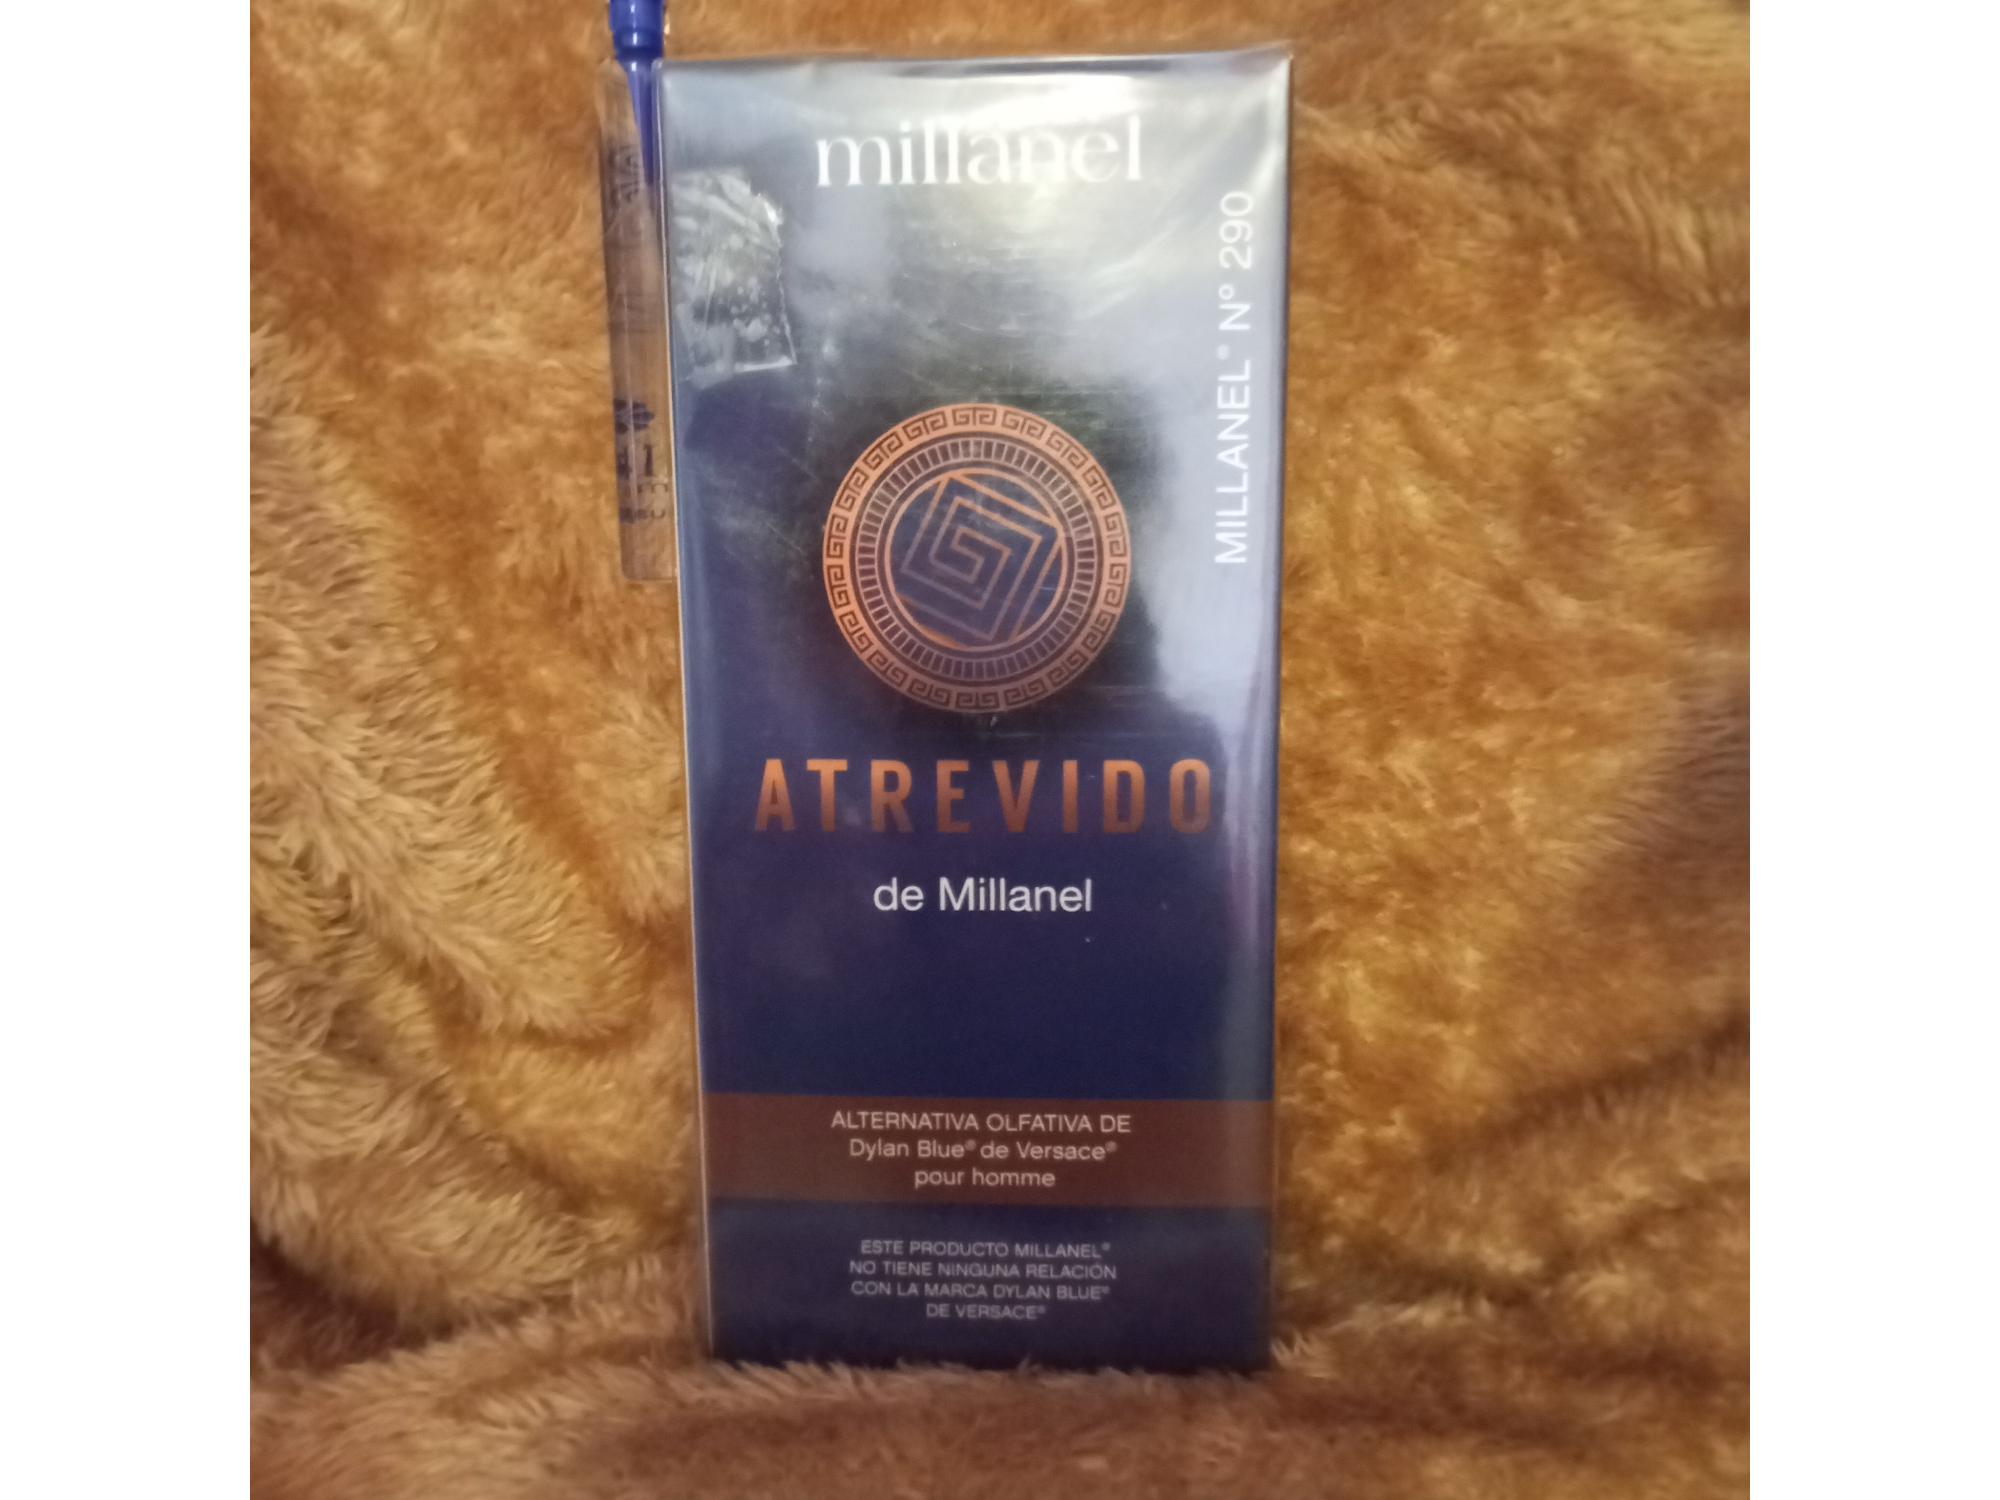 millanel
MILLANEL® Nº 290
ATREVIDO
de Millanel
ALTERNATIVA OLFATIVA DE
Dylan Blue® de Versace®
pour homme
ESTE PRODUCTO MILLANEL®
NO TIENE NINGUNA RELACIÓN
CON LA MARCA DYLAN BLUE®
DE VERSACE®